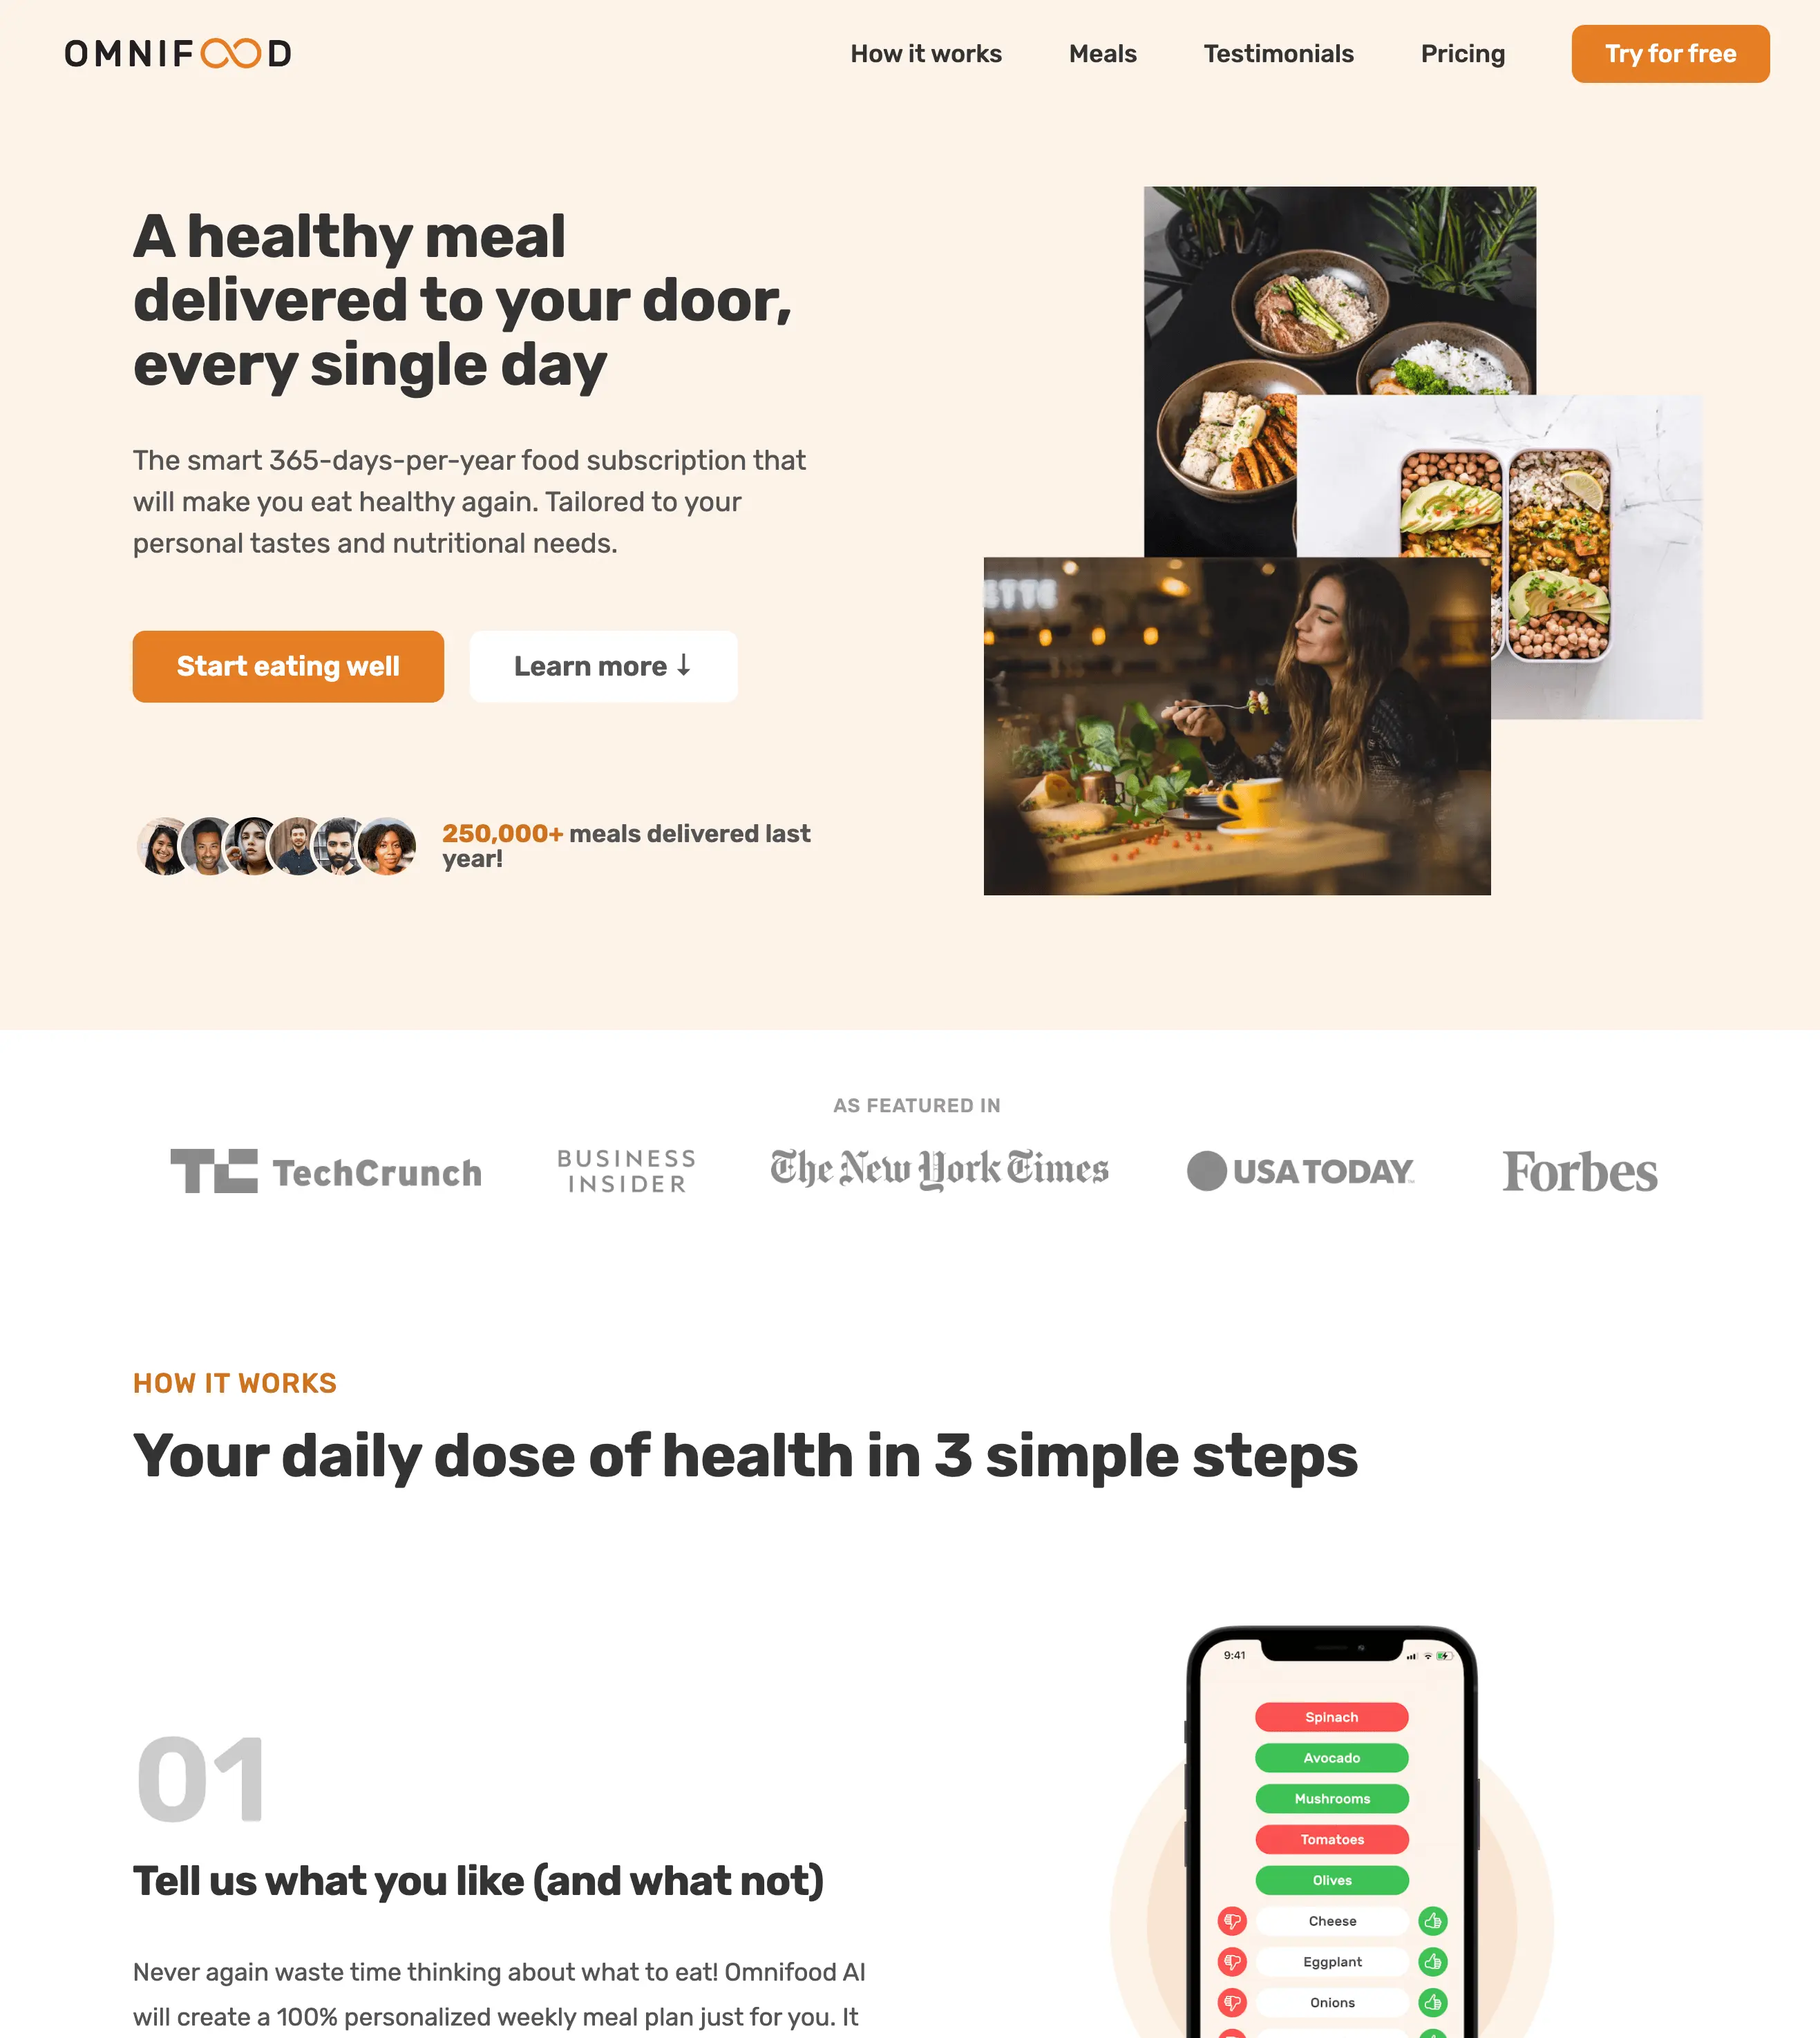 OMNIFOOD
How it works
Meals
Testimonials
Pricing
Try for free
A healthy meal
delivered to your door,
every single day
The smart 365-days-per-year food subscription that
will make you eat healthy again. Tailored to your
personal tastes and nutritional needs.
Start eating well
Learn more ↓
250,000+ meals delivered last
year!
ETTE
AS FEATURED IN
TC TechCrunch
BUSINESS
INSIDER
The New York Times
USA TODAY
Forbes
HOW IT WORKS
Your daily dose of health in 3 simple steps
01
Tell us what you like (and what not)
Never again waste time thinking about what to eat! Omnifood AI
will create a 100% personalized weekly meal plan just for you. It
9:41
Spinach
Avocado
Mushrooms
Tomatoes
Olives
Cheese
Eggplant
Onions